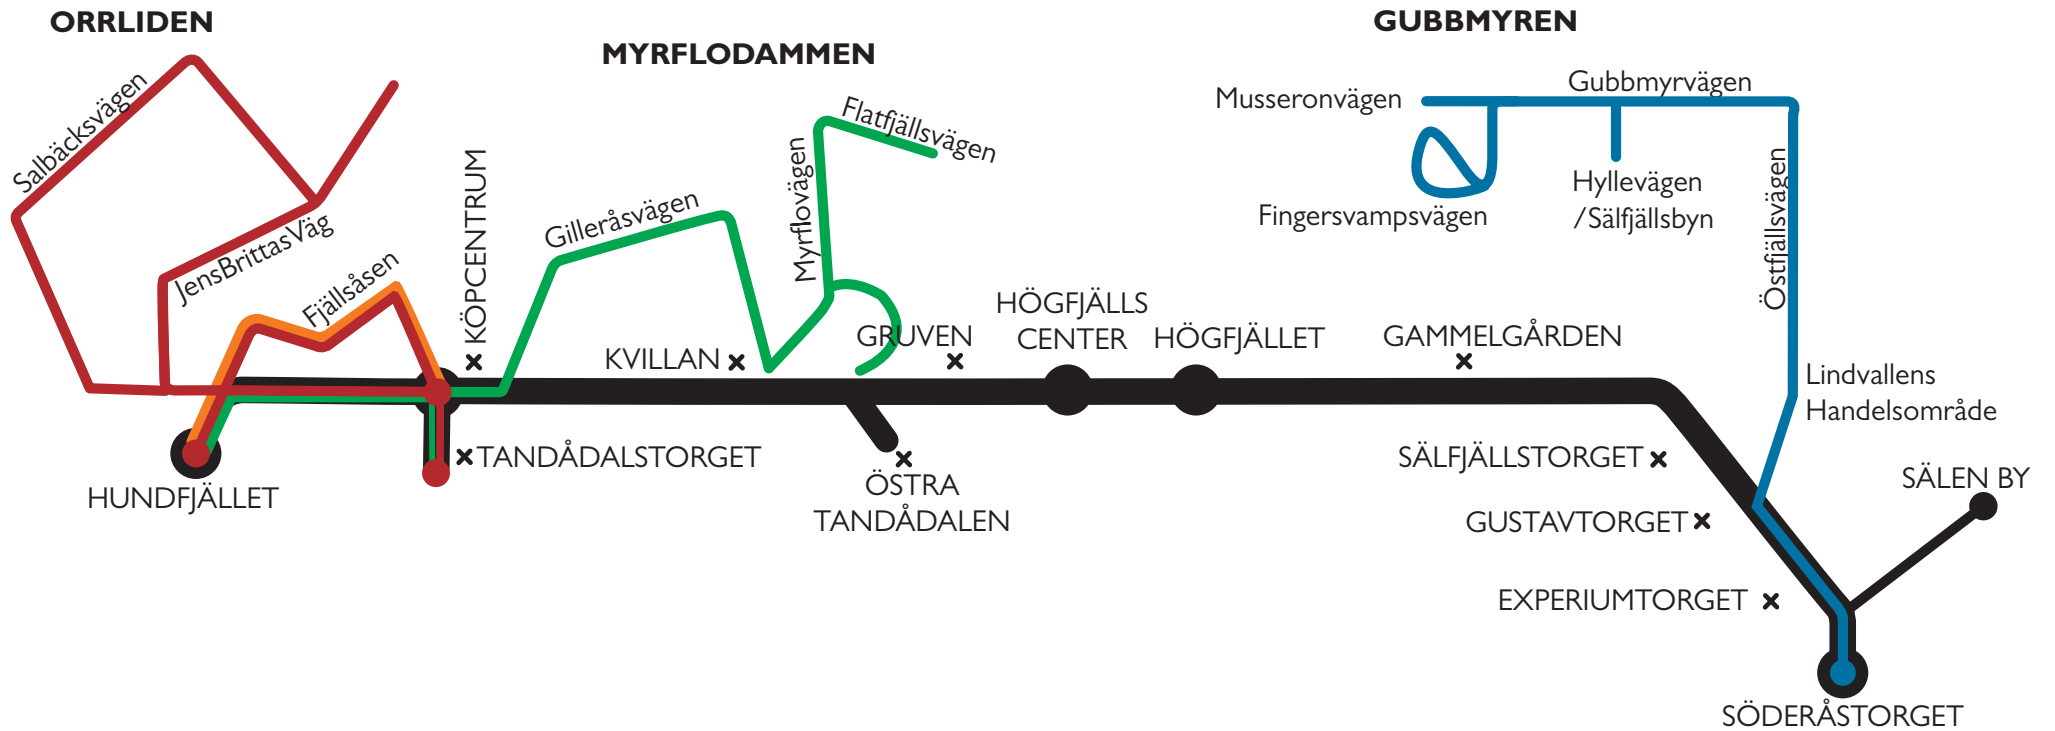 ORRLIDEN
MYRFLODAMMEN
GUBBMYREN
Salbäcksvägen
JensBrittasVäg
Fjällsåsen
KÖPCENTRUM
Gilleråsvägen
Myrflovägen
Flatfjällsvägen
Musseronvägen
Gubbmyrvägen
Fingersvampsvägen
Hyllevägen
/Sälfjällsbyn
Östfjällsvägen
KVILLAN
GRUVEN
HÖGFJÄLLS
CENTER
HÖGFJÄLLET
GAMMELGÅRDEN
Lindvallens
Handelsområde
HUNDFJÄLLET
TANDÅDALSTORGET
ÖSTRA
TANDÅDALEN
SÄLFJÄLLSTORGET
GUSTAVTORGET
EXPERIUMTORGET
SÄLEN BY
SÖDERÅSTORGET